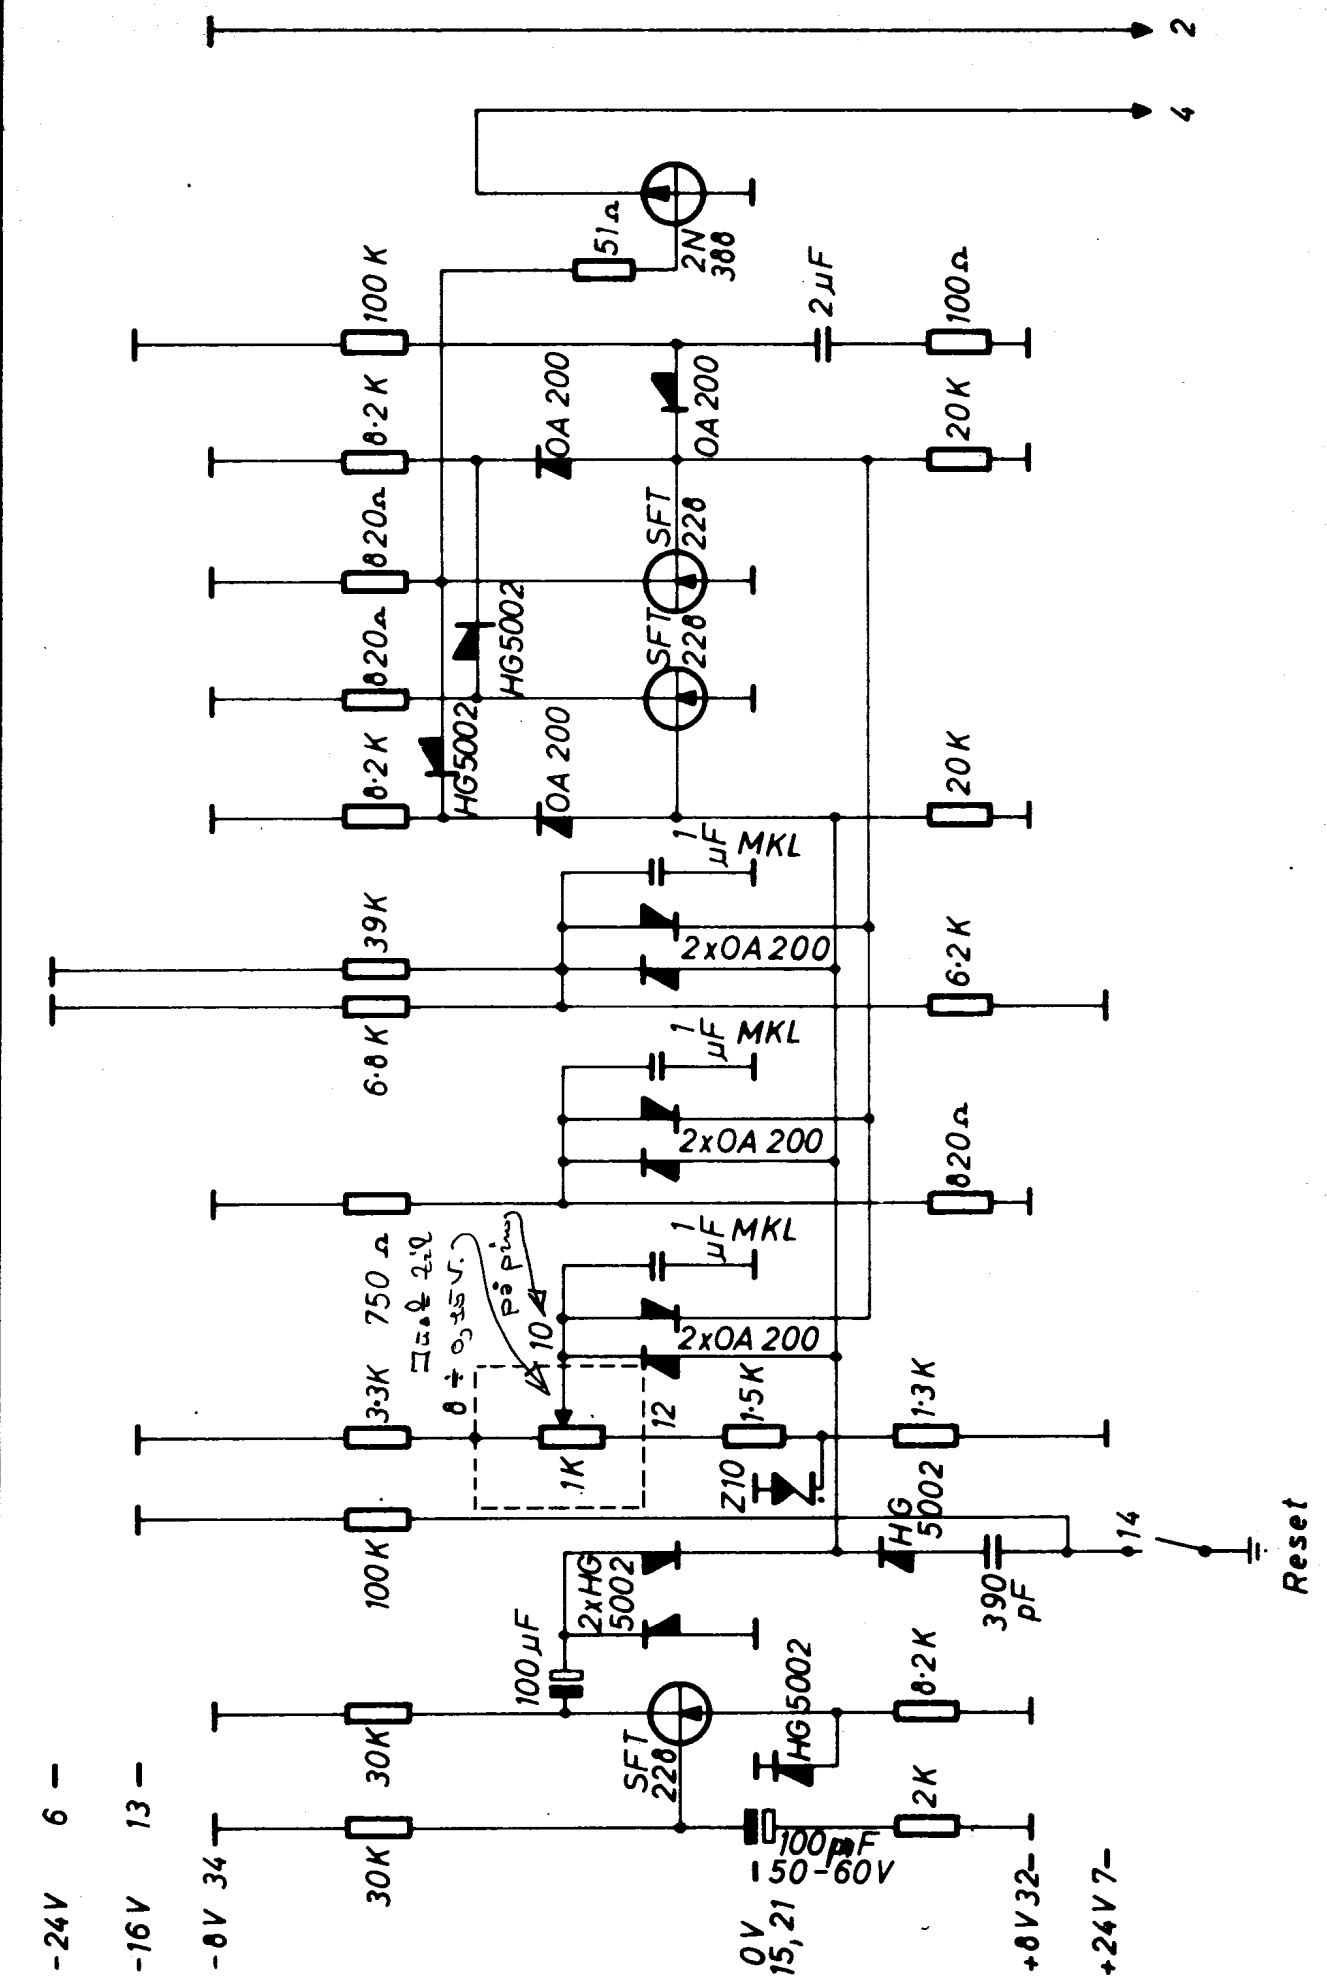 -24V 6 -
-16V 13 -
-8V 34
0V
15, 21
+8V 32-
+24V 7-
30K
30K
SFT
228
100µF
50-60V
2K
HG5002
8·2K
100µF
2xHG
5002
100K
HG
5002
390
pF
14
Reset
3·3K
1K
8
10
12
Z10
1·5K
1·3K
på pinw
750Ω
2xOA 200
1
µF MKL
820Ω
2xOA 200
1
µF MKL
6·8K
39K
6·2K
2xOA 200
1
µF MKL
8·2K
HG5002
OA 200
20K
820Ω
SFT
228
HG5002
820Ω
SFT
228
8·2K
OA 200
OA 200
20K
100K
2µF
100Ω
51Ω
2N
388
4
2